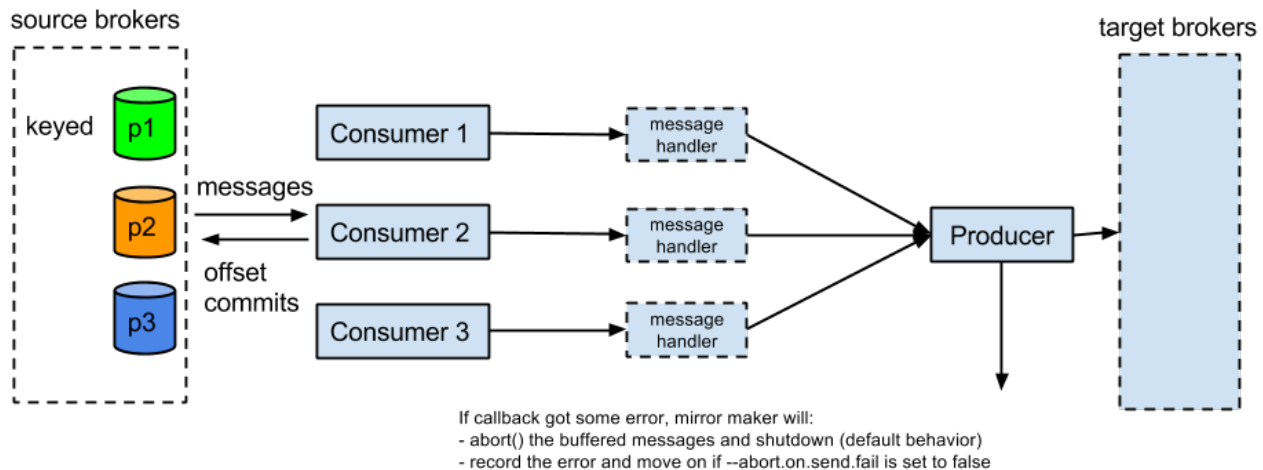 source brokers
target brokers
keyed
p1
p2
p3
messages
offset
commits
Consumer 1
Consumer 2
Consumer 3
message
handler
message
handler
message
handler
Producer
If callback got some error, mirror maker will:
- abort() the buffered messages and shutdown (default behavior)
- record the error and move on if --abort.on.send.fail is set to false